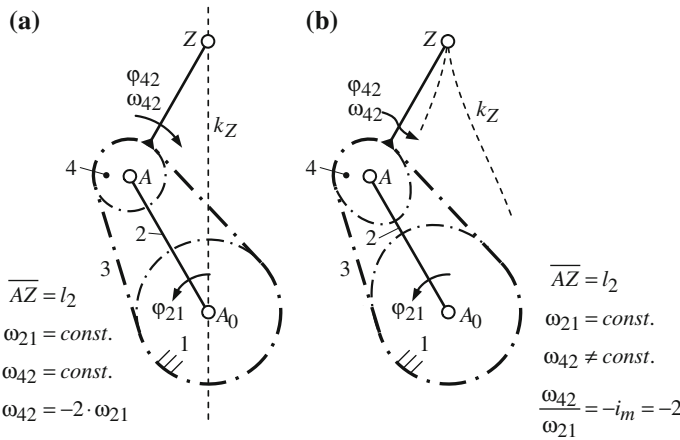 (a)
Z
φ42
ω42
kZ
4
A
2
3
φ21
A0
1
AZ = l2
ω21 = const.
ω42 = const.
ω42 = -2 · ω21
(b)
Z
φ42
ω42
kZ
4
A
2
3
φ21
A0
1
AZ = l2
ω21 = const.
ω42 ≠ const.
ω42/ω21 = -im = -2